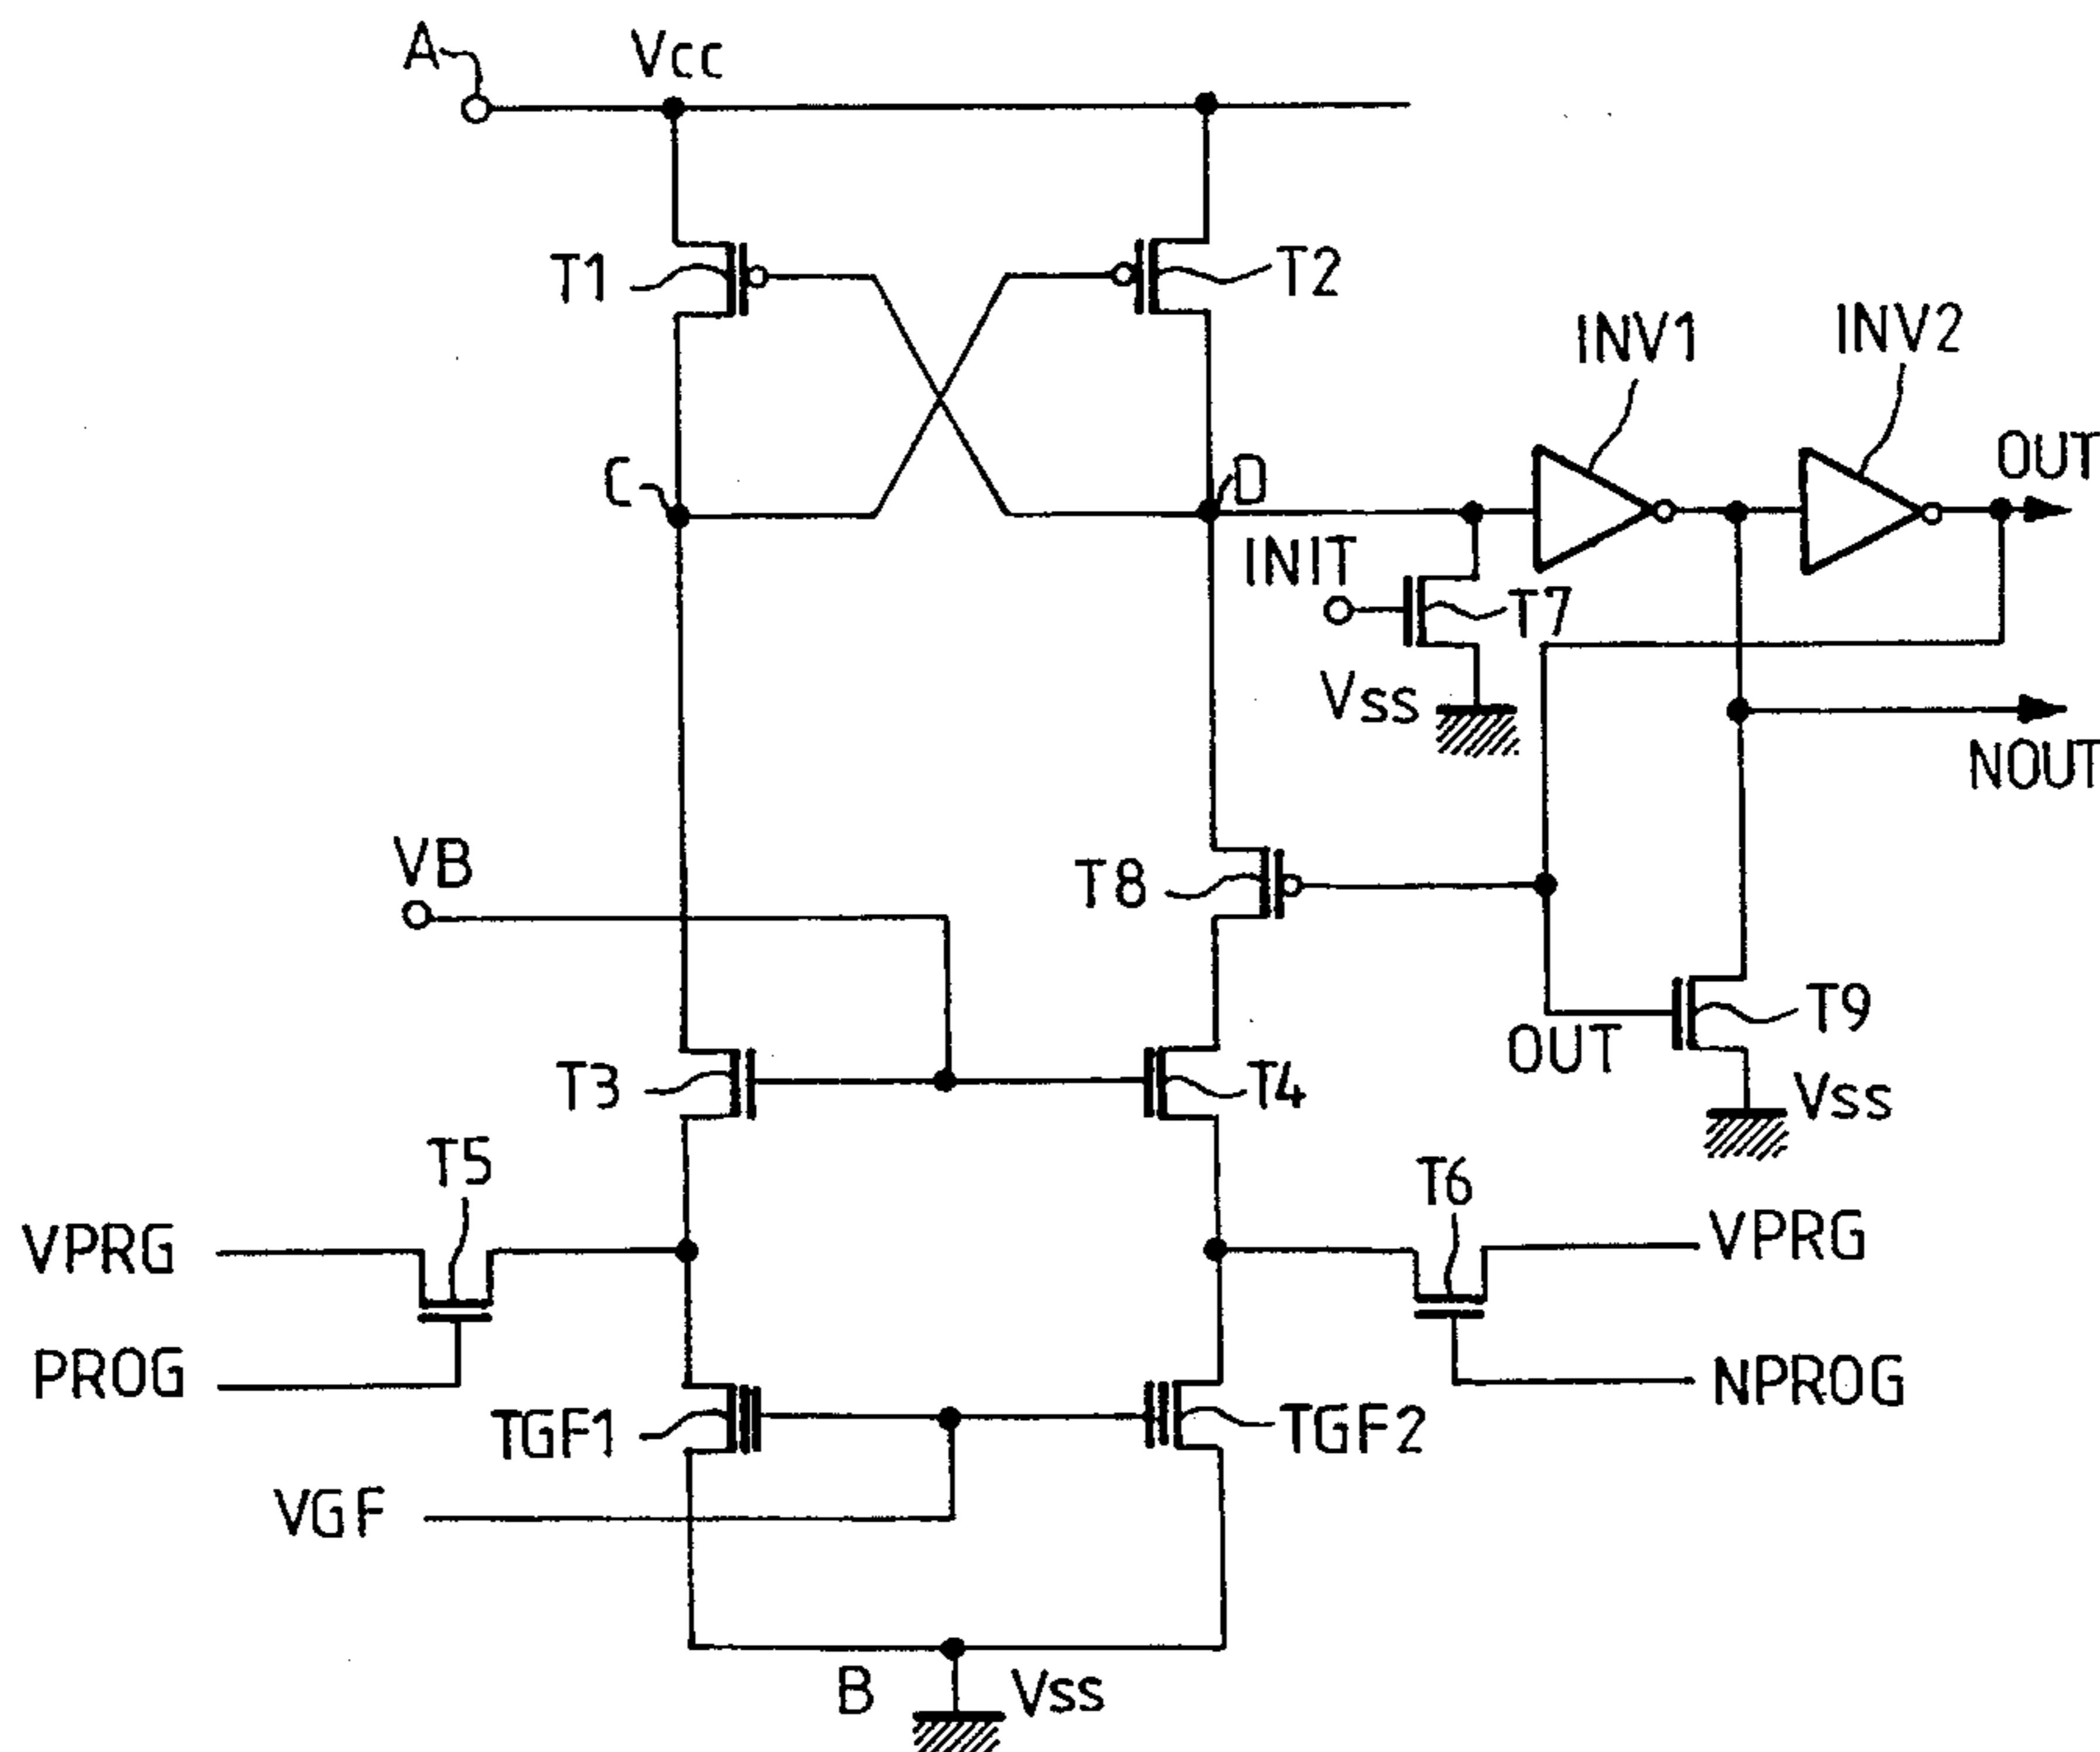 A
Vcc
T1
T2
INV1
INV2
OUT
C
D
INIT
T7
Vss
NOUT
VB
T8
T9
OUT
T3
T4
Vss
T5
T6
VPRG
VPRG
PROG
NPROG
TGF1
TGF2
VGF
B
Vss